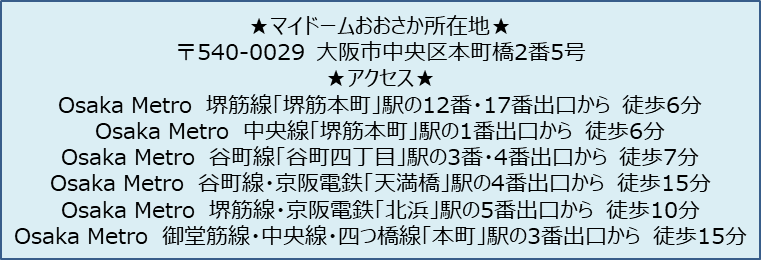 ★マイドームおおさか所在地★
〒540-0029 大阪市中央区本町橋2番5号
★アクセス★
Osaka Metro 堺筋線「堺筋本町」駅の12番・17番出口から 徒歩6分
Osaka Metro 中央線「堺筋本町」駅の1番出口から 徒歩6分
Osaka Metro 谷町線「谷町四丁目」駅の3番・4番出口から 徒歩7分
Osaka Metro 谷町線・京阪電鉄「天満橋」駅の4番出口から 徒歩15分
Osaka Metro 堺筋線・京阪電鉄「北浜」駅の5番出口から 徒歩10分
Osaka Metro 御堂筋線・中央線・四つ橋線「本町」駅の3番出口から 徒歩15分